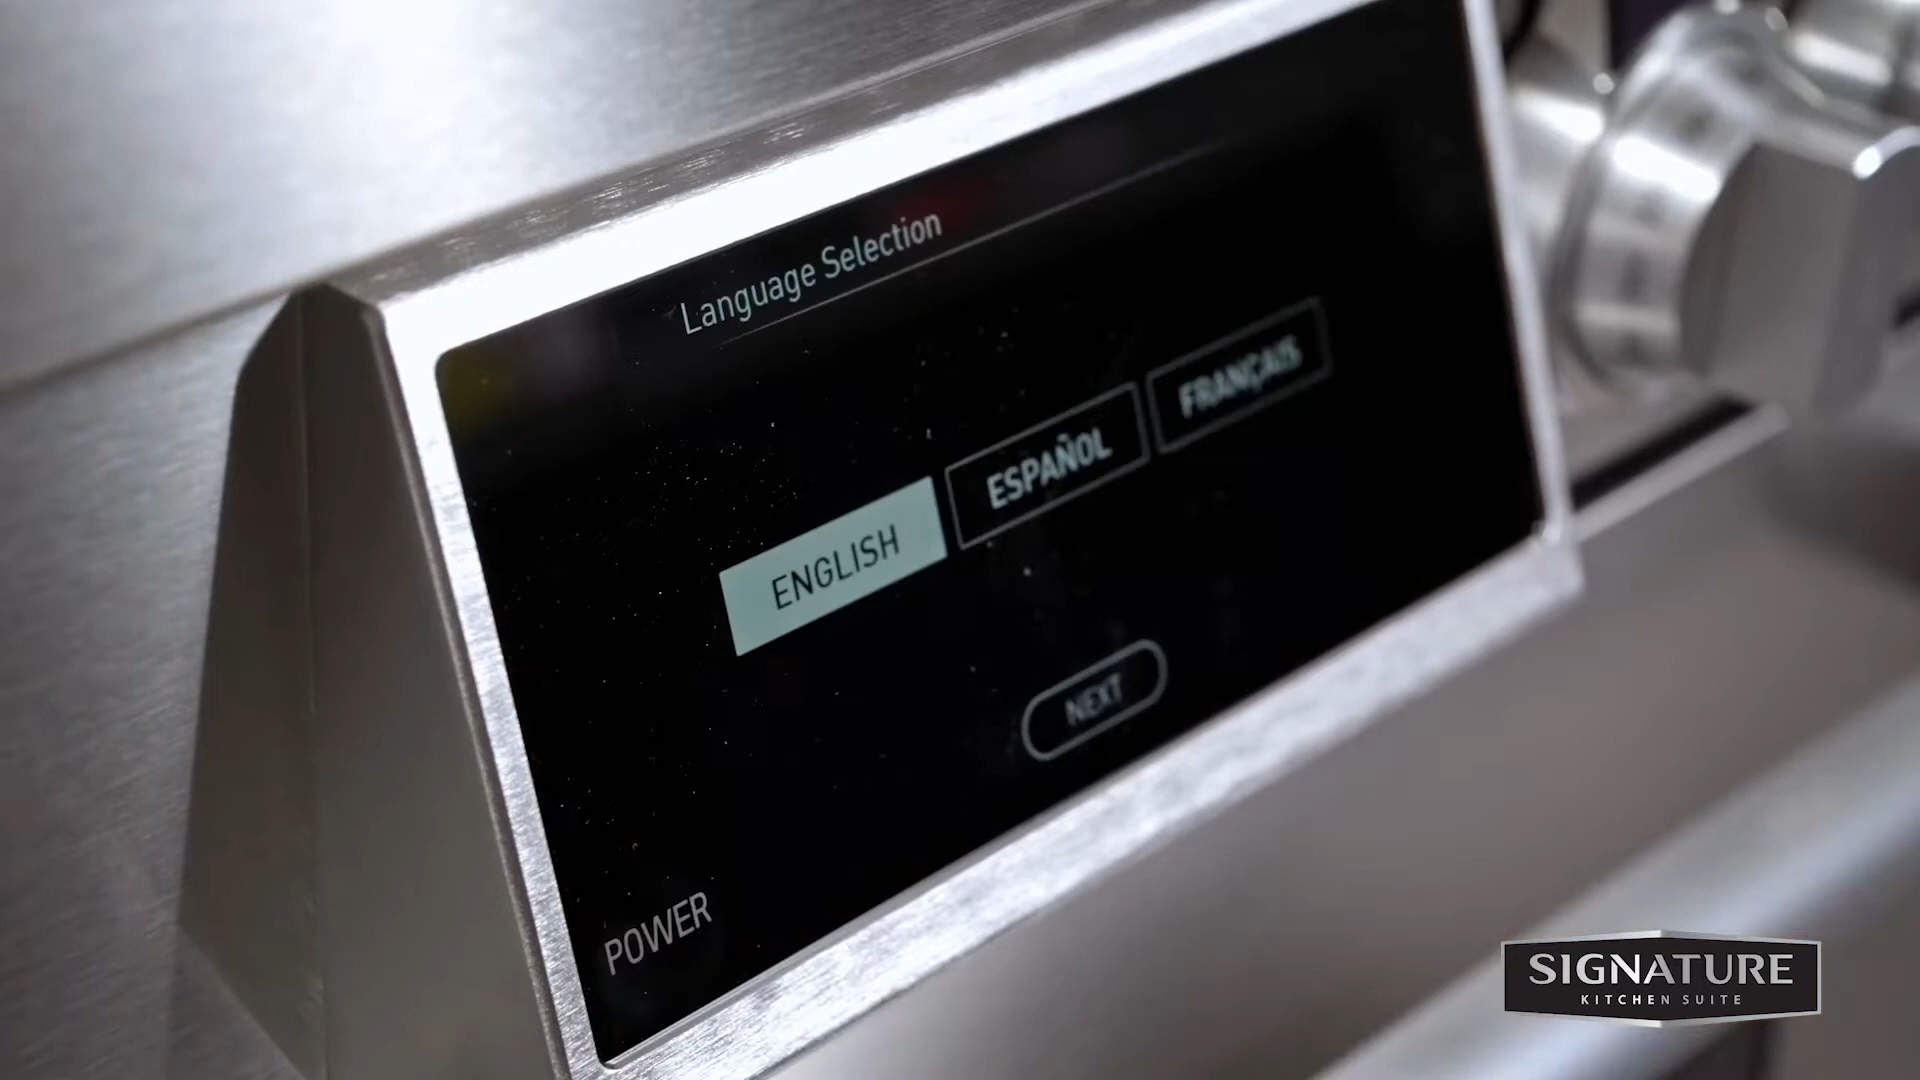 Language Selection
ENGLISH
ESPAÑOL
FRANÇAIS
NEXT
POWER
SIGNATURE
KITCHEN SUITE